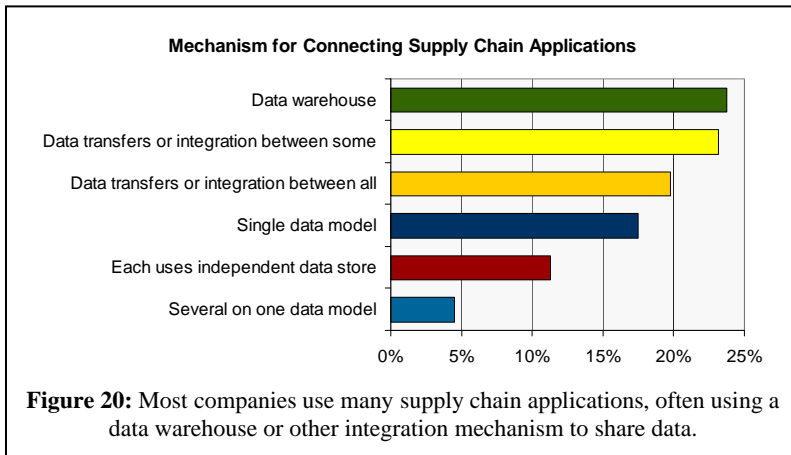 Mechanism for Connecting Supply Chain Applications
Data warehouse
Data transfers or integration between some
Data transfers or integration between all
Single data model
Each uses independent data store
Several on one data model
0% 5% 10% 15% 20% 25%
Figure 20: Most companies use many supply chain applications, often using a
data warehouse or other integration mechanism to share data.